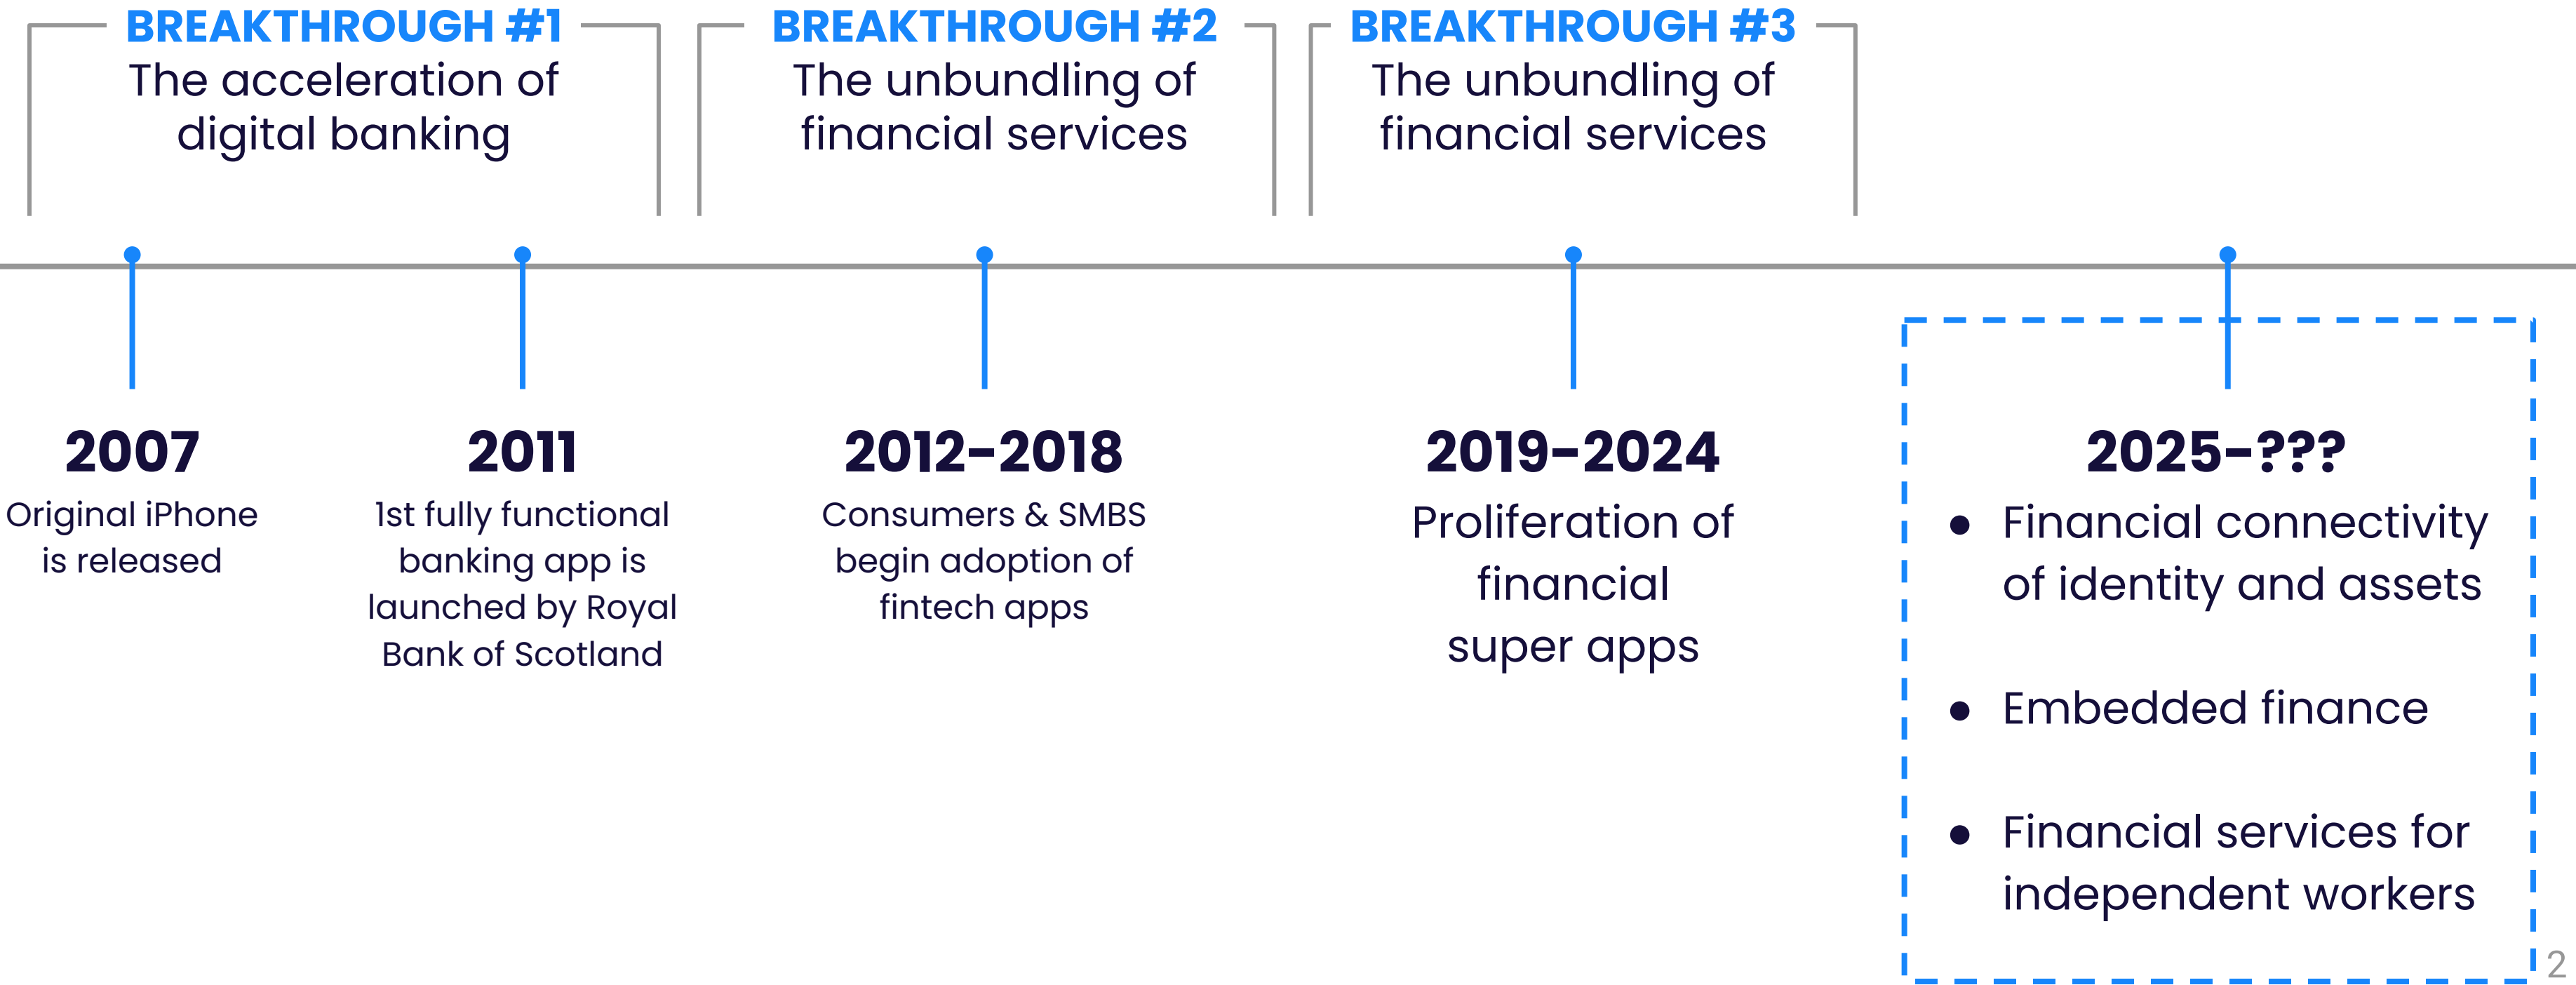 BREAKTHROUGH #1
The acceleration of
digital banking
BREAKTHROUGH #2
The unbundling of
financial services
BREAKTHROUGH #3
The unbundling of
financial services
2007
Original iPhone
is released
2011
1st fully functional
banking app is
launched by Royal
Bank of Scotland
2012-2018
Consumers & SMBS
begin adoption of
fintech apps
2019-2024
Proliferation of
financial
super apps
2025-???
● Financial connectivity
of identity and assets
● Embedded finance
● Financial services for
independent workers
2